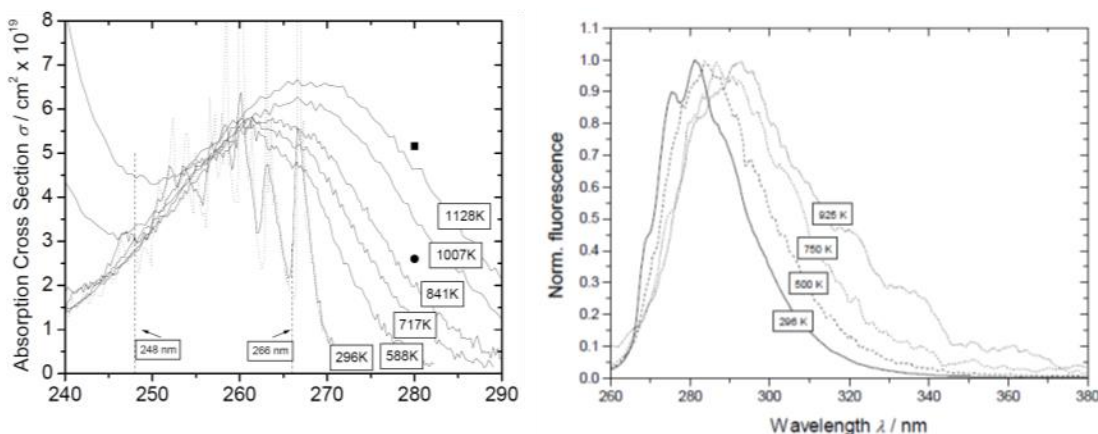 Absorption Cross Section σ / cm² x 10¹⁹
8
7
6
5
4
3
2
1
0
240 250 260 270 280 290
248 nm
266 nm
1128K
1007K
841K
717K
588K
296K
Norm. fluorescence
1.1
1.0
0.9
0.8
0.7
0.6
0.5
0.4
0.3
0.2
0.1
0.0
260 280 300 320 340 360 380
925 K
750 K
500 K
296 K
Wavelength λ / nm